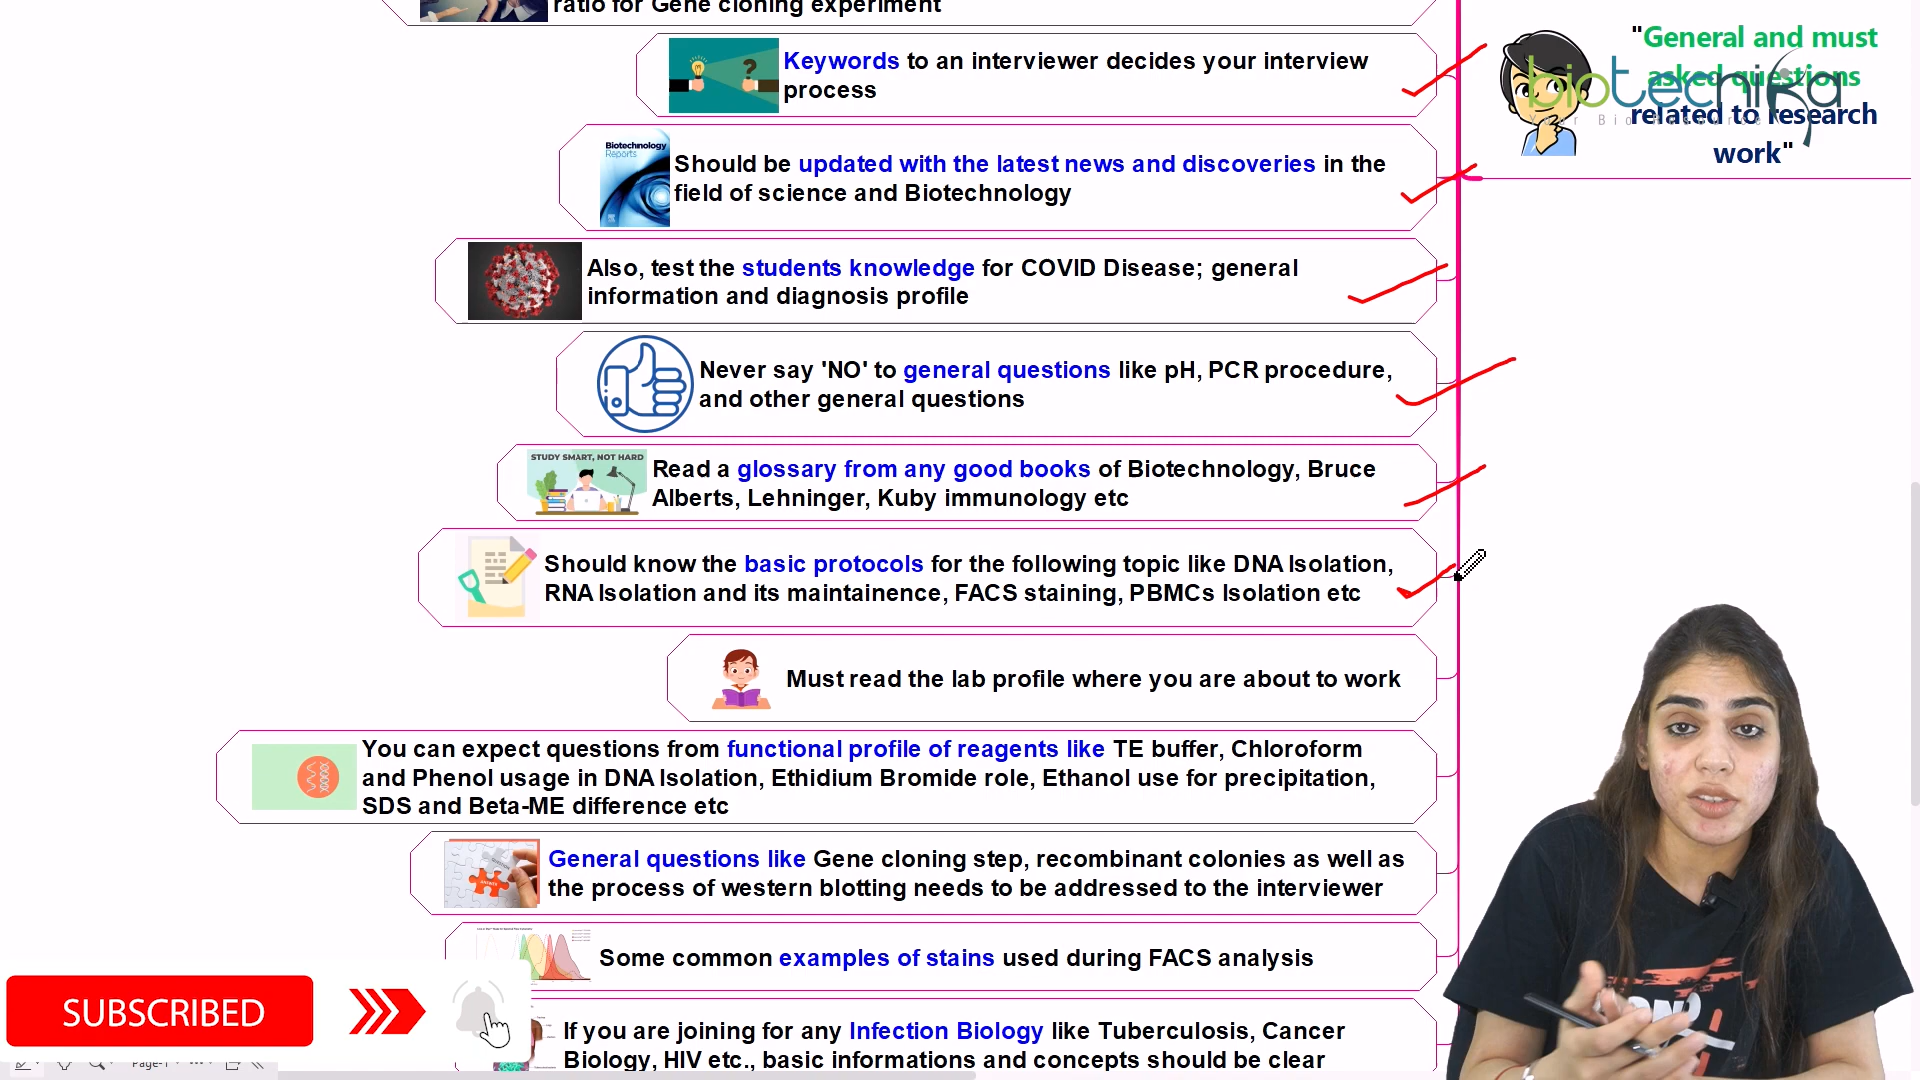 ratio for Gene cloning experiment
Keywords to an interviewer decides your interview
process
Biotechnology
Reports
Should be updated with the latest news and discoveries in the
field of science and Biotechnology
Also, test the students knowledge for COVID Disease; general
information and diagnosis profile
Never say 'NO' to general questions like pH, PCR procedure,
and other general questions
STUDY SMART, NOT HARD
Read a glossary from any good books of Biotechnology, Bruce
Alberts, Lehninger, Kuby immunology etc
Should know the basic protocols for the following topic like DNA Isolation,
RNA Isolation and its maintainence, FACS staining, PBMCs Isolation etc
Must read the lab profile where you are about to work
You can expect questions from functional profile of reagents like TE buffer, Chloroform
and Phenol usage in DNA Isolation, Ethidium Bromide role, Ethanol use for precipitation,
SDS and Beta-ME difference etc
General questions like Gene cloning step, recombinant colonies as well as
the process of western blotting needs to be addressed to the interviewer
Some common examples of stains used during FACS analysis
If you are joining for any Infection Biology like Tuberculosis, Cancer
Biology, HIV etc., basic informations and concepts should be clear
"General and must
asked questions
related to research
work"
biotecnika
SUBSCRIBED
Page-1